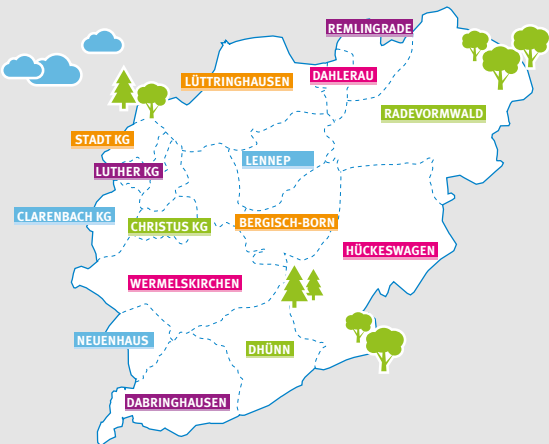 REMLINGRADE
DAHLERAU
LÜTTRINGHAUSEN
RADEVORMWALD
STADT KG
LENNEP
LUTHER KG
CLARENBACH KG
CHRISTUS KG
BERGISCH-BORN
HÜCKESWAGEN
WERMELSKIRCHEN
NEUENHAUS
DHÜNN
DABRINGHAUSEN